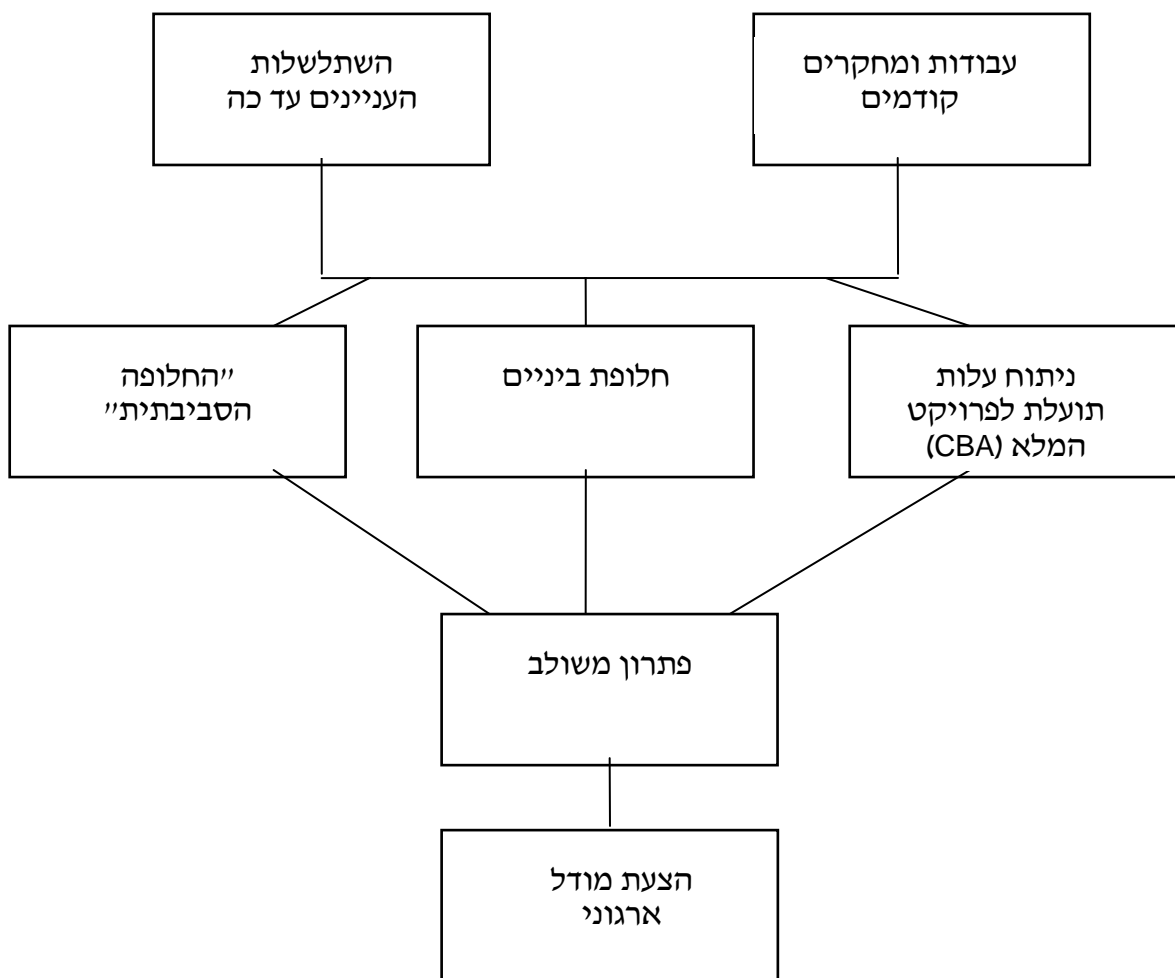 עבודות ומחקרים
קודמים
השתלשלות
העניינים עד כה
ניתוח עלות
תועלת לפרויקט
המלא (CBA)
חלופת ביניים
״החלופה
הסביבתית״
פתרון משולב
הצעת מודל
ארגוני